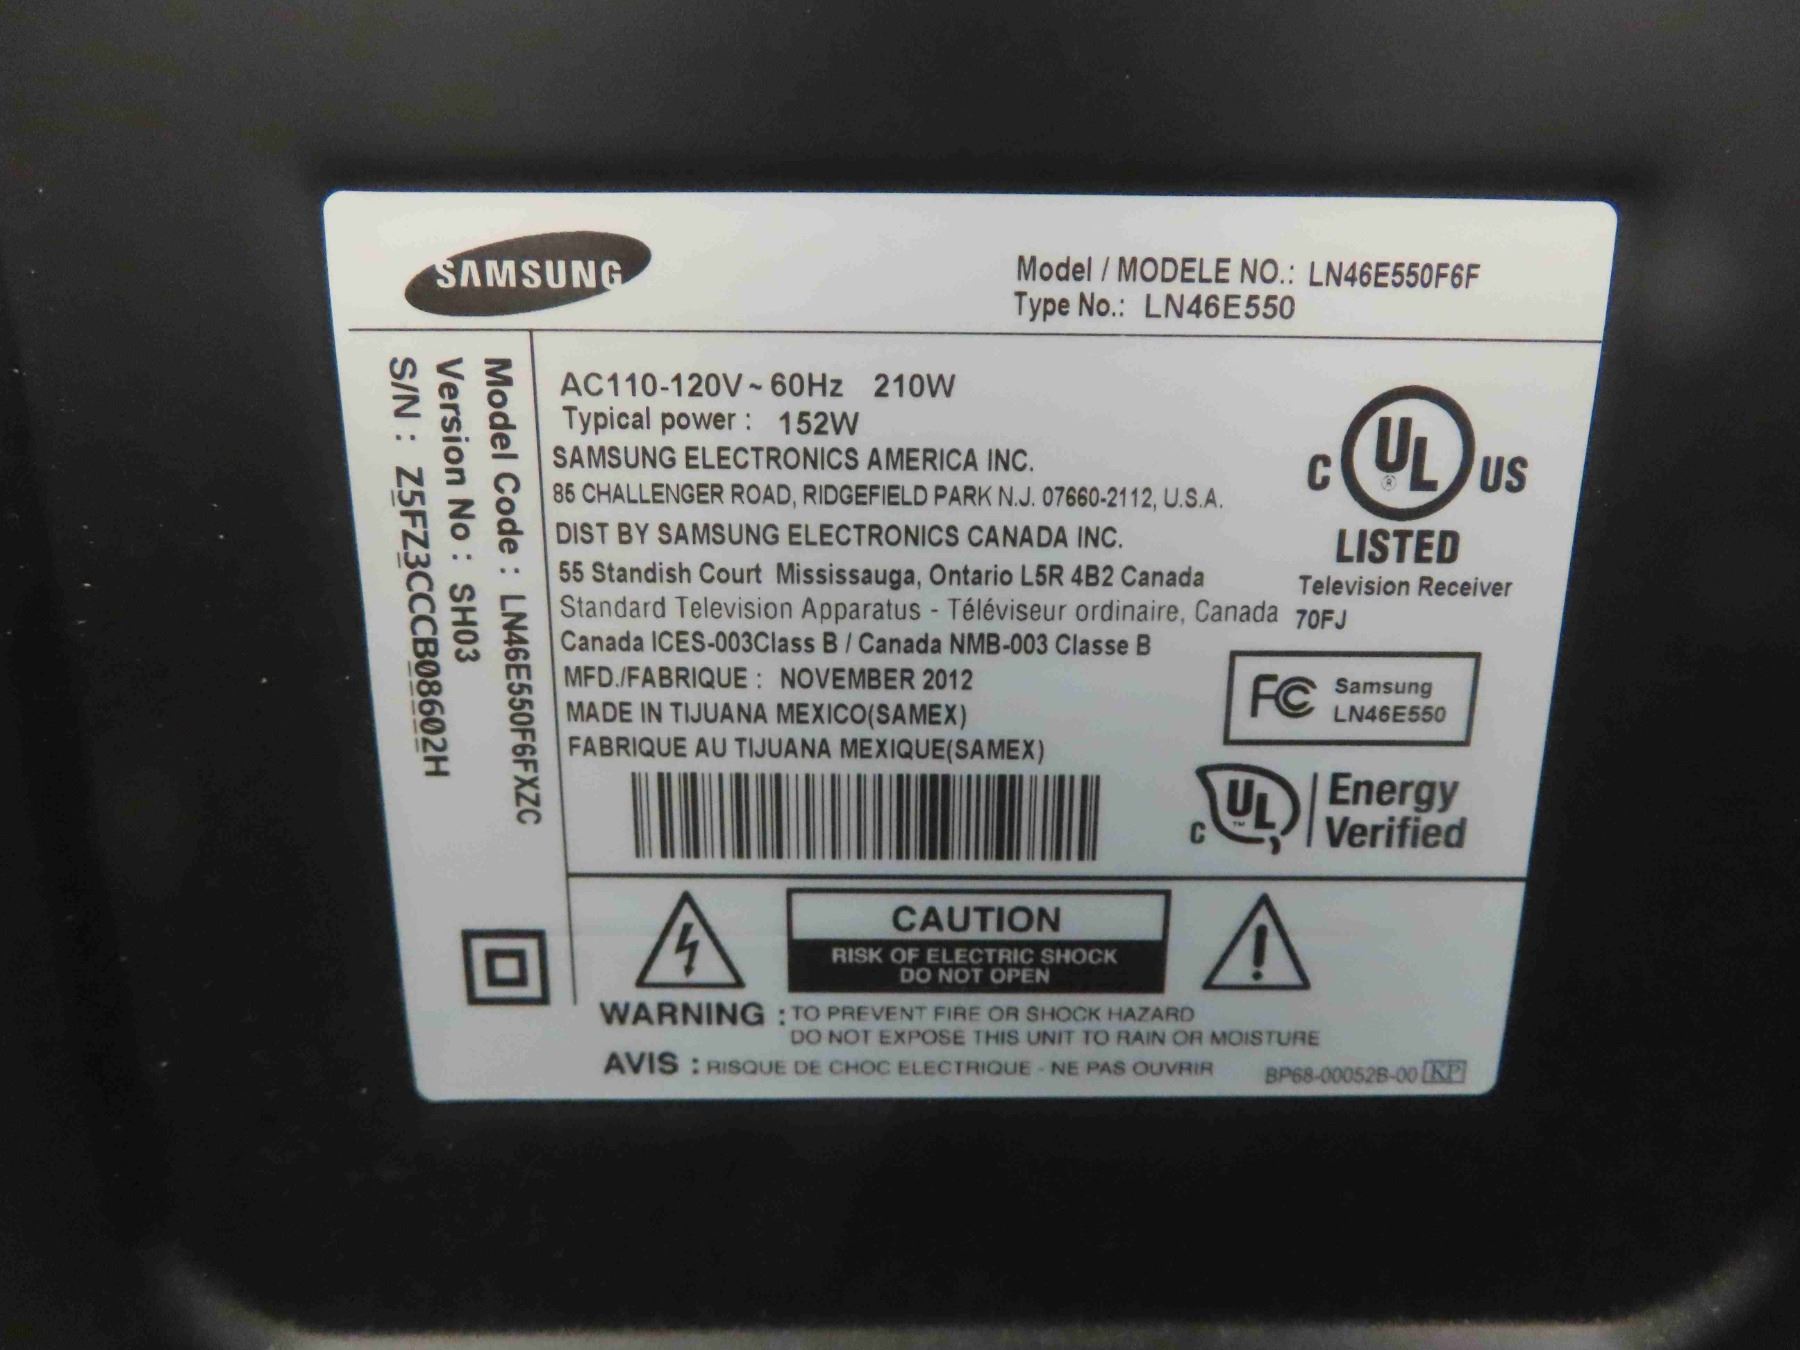 SAMSUNG
Model / MODELE NO.: LN46E550F6F
Type No.: LN46E550
Model Code : LN46E550F6FXZC
Version No : SH03
S/N : Z5FZ3CCCB08602H
AC110-120V ~ 60Hz 210W
Typical power : 152W
SAMSUNG ELECTRONICS AMERICA INC.
85 CHALLENGER ROAD, RIDGEFIELD PARK N.J. 07660-2112, U.S.A.
DIST BY SAMSUNG ELECTRONICS CANADA INC.
55 Standish Court Mississauga, Ontario L5R 4B2 Canada
Standard Television Apparatus - Téléviseur ordinaire, Canada
Canada ICES-003Class B / Canada NMB-003 Classe B
MFD./FABRIQUE : NOVEMBER 2012
MADE IN TIJUANA MEXICO(SAMEX)
FABRIQUE AU TIJUANA MEXIQUE(SAMEX)
C UL ® US
LISTED
Television Receiver
70FJ
FC Samsung
LN46E550
C UL ™ Energy
Verified
CAUTION
RISK OF ELECTRIC SHOCK
DO NOT OPEN
WARNING : TO PREVENT FIRE OR SHOCK HAZARD
DO NOT EXPOSE THIS UNIT TO RAIN OR MOISTURE
AVIS : RISQUE DE CHOC ELECTRIQUE - NE PAS OUVRIR
BP68-00052B-00 KP